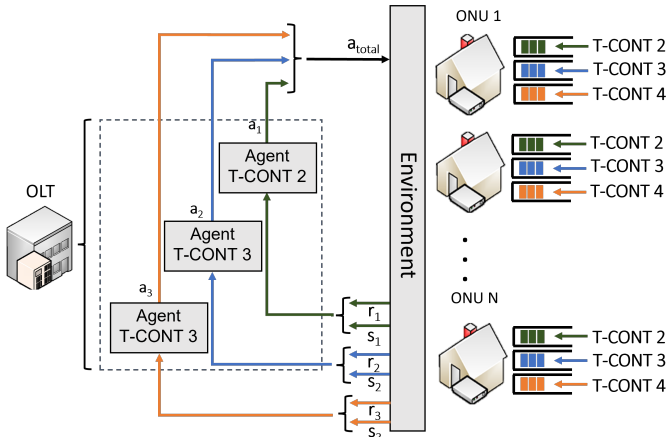 ONU 1
a_total
T-CONT 2
T-CONT 3
T-CONT 4
a_1
Agent
T-CONT 2
OLT
a_2
Agent
T-CONT 3
a_3
Agent
T-CONT 3
Environment
T-CONT 2
T-CONT 3
T-CONT 4
ONU N
r_1
s_1
r_2
s_2
r_3
T-CONT 2
T-CONT 3
T-CONT 4